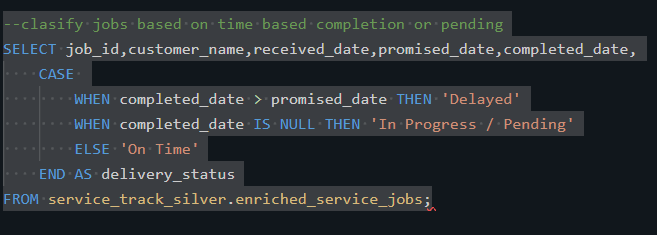 --clasify jobs based on time based completion or pending
SELECT job_id,customer_name,received_date,promised_date,completed_date,
    CASE
        WHEN completed_date > promised_date THEN 'Delayed'
        WHEN completed_date IS NULL THEN 'In Progress / Pending'
        ELSE 'On Time'
    END AS delivery_status
FROM service_track_silver.enriched_service_jobs;